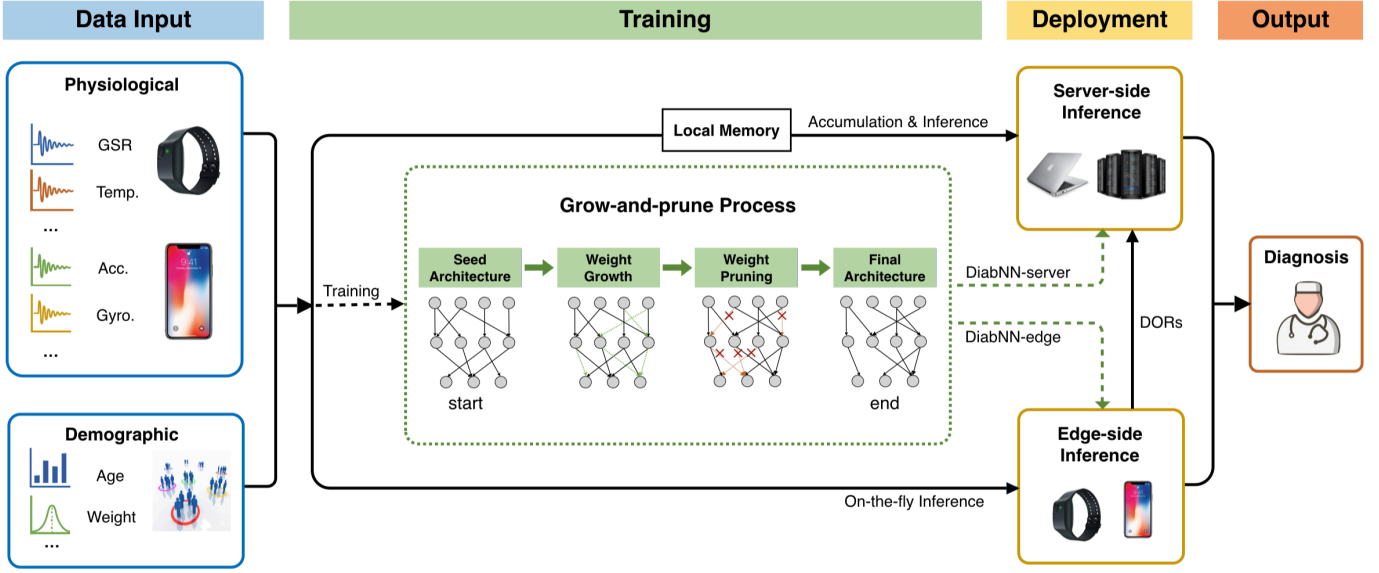 Data Input
Training
Deployment
Output
Physiological
GSR
Temp.
...
Acc.
Gyro.
...
Demographic
Age
Weight
...
Training
Local Memory
Accumulation & Inference
Grow-and-prune Process
Seed
Architecture
Weight
Growth
Weight
Pruning
Final
Architecture
start
end
DiabNN-server
DiabNN-edge
On-the-fly Inference
Server-side
Inference
DORs
Edge-side
Inference
Diagnosis
9:41